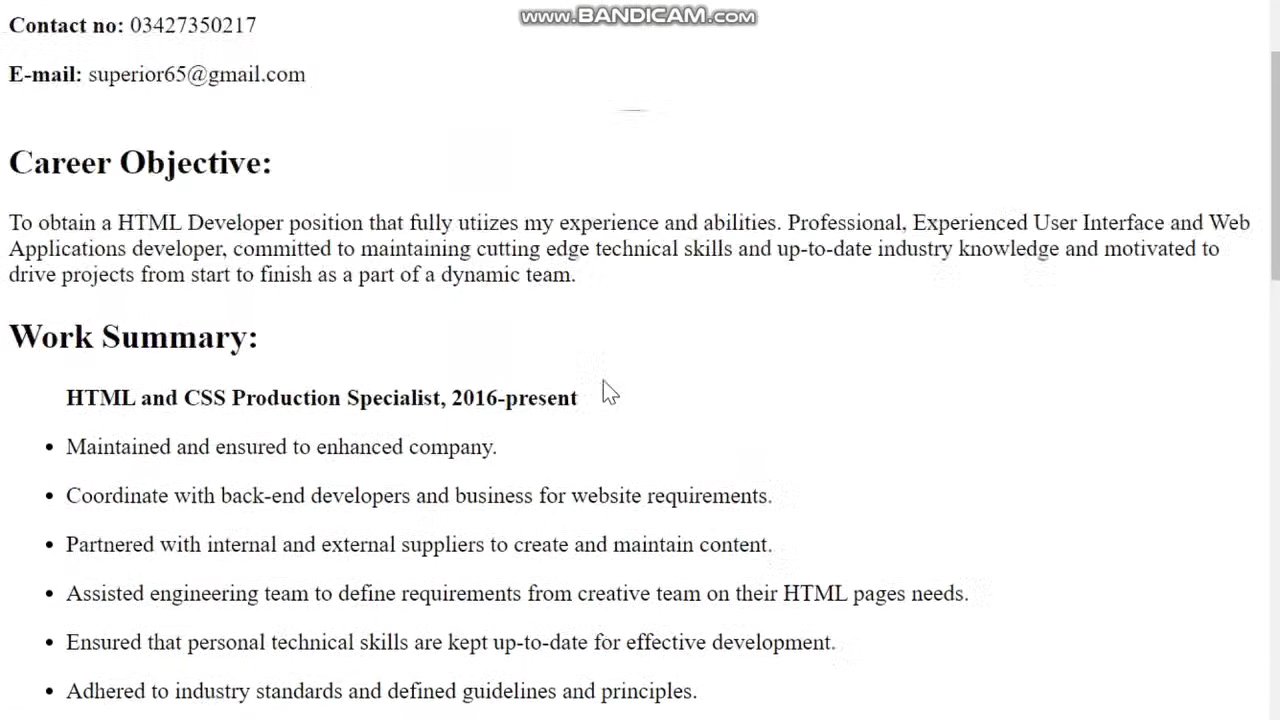 www.BANDICAM.com
Contact no: 03427350217
E-mail: superior65@gmail.com
Career Objective:
To obtain a HTML Developer position that fully utiizes my experience and abilities. Professional, Experienced User Interface and Web
Applications developer, committed to maintaining cutting edge technical skills and up-to-date industry knowledge and motivated to
drive projects from start to finish as a part of a dynamic team.
Work Summary:
HTML and CSS Production Specialist, 2016-present
• Maintained and ensured to enhanced company.
• Coordinate with back-end developers and business for website requirements.
• Partnered with internal and external suppliers to create and maintain content.
• Assisted engineering team to define requirements from creative team on their HTML pages needs.
• Ensured that personal technical skills are kept up-to-date for effective development.
• Adhered to industry standards and defined guidelines and principles.